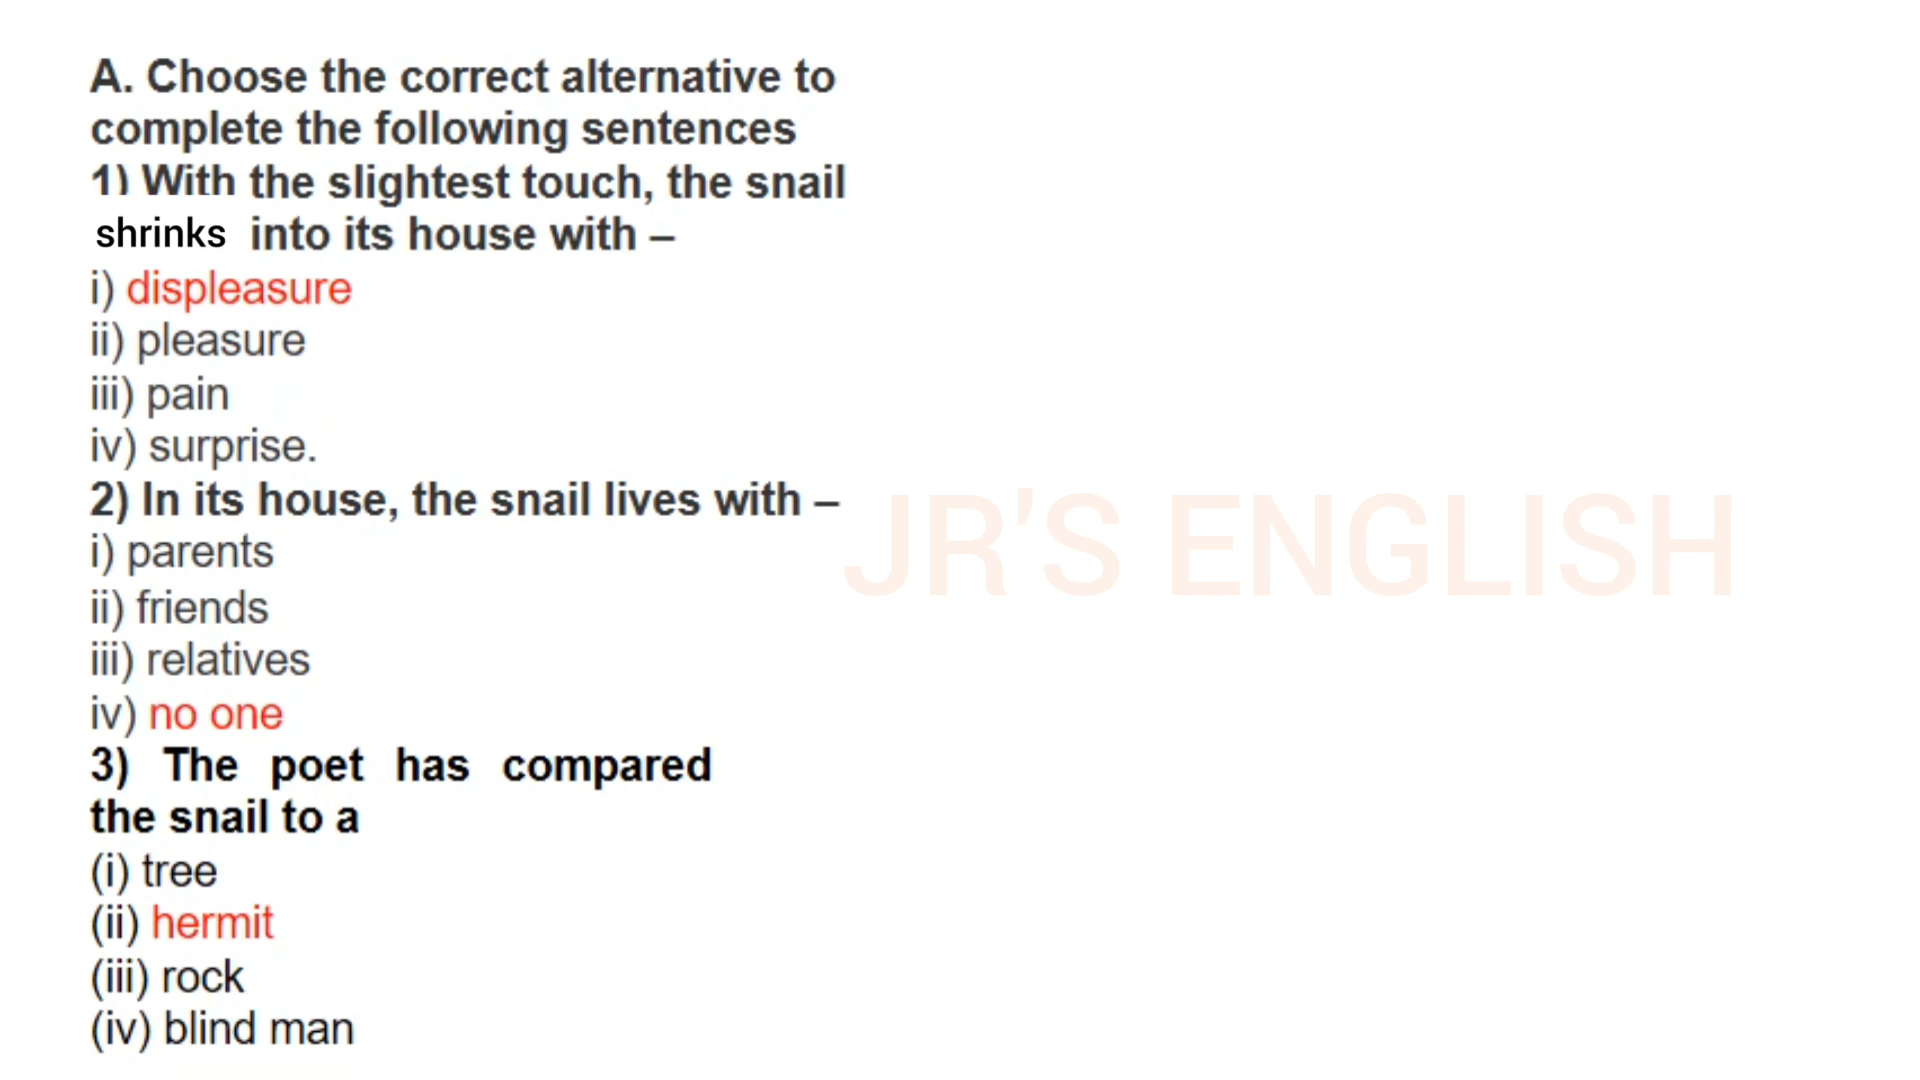 A. Choose the correct alternative to
complete the following sentences
1) With the slightest touch, the snail
shrinks into its house with –
i) displeasure
ii) pleasure
iii) pain
iv) surprise.
2) In its house, the snail lives with –
i) parents
ii) friends
iii) relatives
iv) no one
3) The poet has compared
the snail to a
(i) tree
(ii) hermit
(iii) rock
(iv) blind man
JR'S ENGLISH